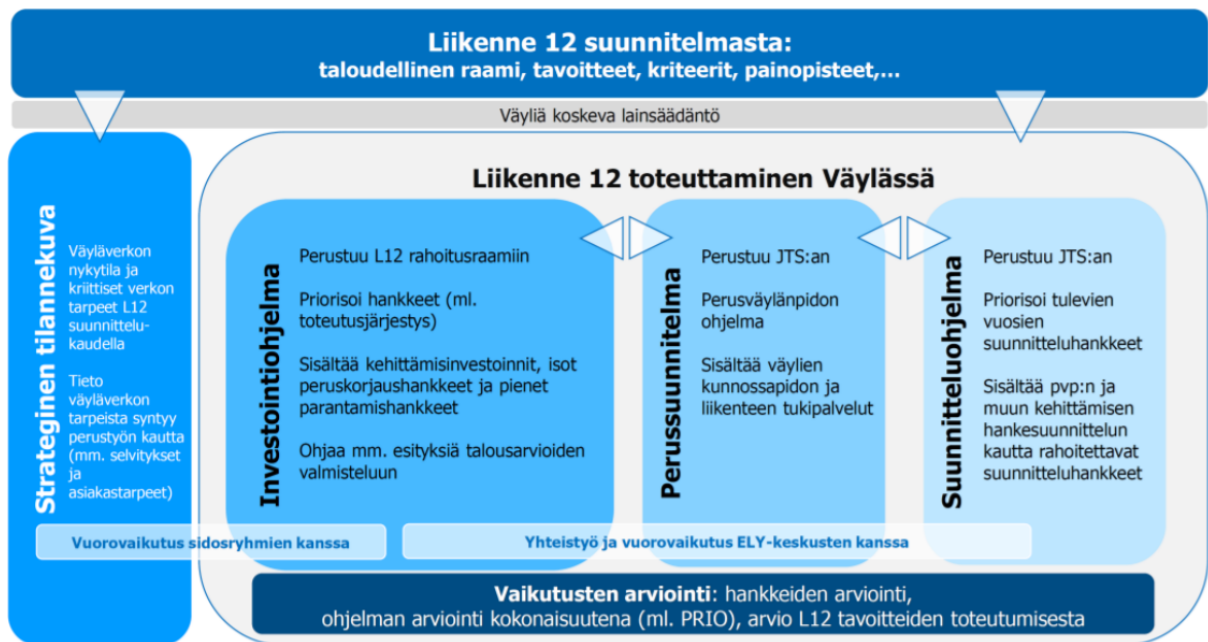 Liikenne 12 suunnitelmasta:
taloudellinen raami, tavoitteet, kriteerit, painopisteet,...
Väyliä koskeva lainsäädäntö
Strateginen tilannekuva
Väyläverkon
nykytila ja
kriittiset verkon
tarpeet L12
suunnittelu-
kaudella
Tieto
väyläverkon
tarpeista syntyy
perustyön kautta
(mm. selvitykset
ja
asiakastarpeet)
Liikenne 12 toteuttaminen Väylässä
Investointiohjelma
Perustuu L12 rahoitusraamiin
Priorisoi hankkeet (ml.
toteutusjärjestys)
Sisältää kehittämisinvestoinnit, isot
peruskorjaushankkeet ja pienet
parantamishankkeet
Ohjaa mm. esityksiä talousarvioiden
valmisteluun
Perussuunnitelma
Perustuu JTS:an
Perusväylänpidon
ohjelma
Sisältää väylien
kunnossapidon ja
liikenteen tukipalvelut
Suunnitteluohjelma
Perustuu JTS:an
Priorisoi tulevien
vuosien
suunnitteluhankkeet
Sisältää pvp:n ja
muun kehittämisen
hankesuunnittelun
kautta rahoitettavat
suunnitteluhankkeet
Vuorovaikutus sidosryhmien kanssa
Yhteistyö ja vuorovaikutus ELY-keskusten kanssa
Vaikutusten arviointi: hankkeiden arviointi,
ohjelman arviointi kokonaisuutena (ml. PRIO), arvio L12 tavoitteiden toteutumisesta